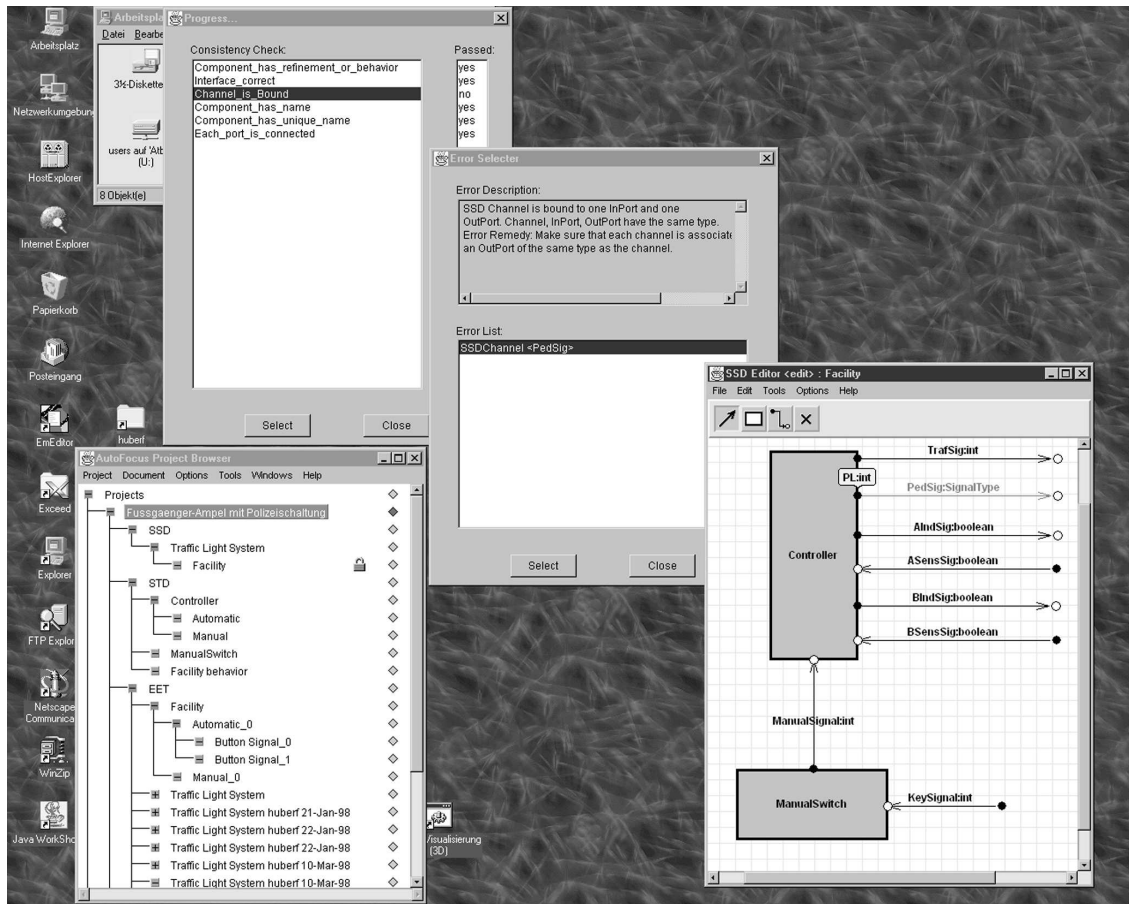 Arbeitsplatz
Netzwerkumgebung
HostExplorer
Internet Explorer
Papierkorb
Posteingang
EmEditor
huberf
Exceed
Explorer
FTP Explor
Netscape
Communica
WinZip
Java WorkSho
Visualisierung
(3D)
Arbeitspla
Datei Bearbe
3½-Diskette
users auf 'Atb
(U:)
8 Objekt(e)
Progress...
Consistency Check:
Passed:
Component_has_refinement_or_behavior yes
Interface_correct yes
Channel_is_Bound no
Component_has_name yes
Component_has_unique_name yes
Each_port_is_connected yes
Select Close
Error Selecter
Error Description:
SSD Channel is bound to one InPort and one
OutPort. Channel, InPort, OutPort have the same type.
Error Remedy: Make sure that each channel is associate
an OutPort of the same type as the channel.
Error List:
SSDChannel <PedSig>
Select Close
AutoFocus Project Browser
Project Document Options Tools Windows Help
Projects
Fussgaenger-Ampel mit Polizeischaltung
SSD
Traffic Light System
Facility
STD
Controller
Automatic
Manual
ManualSwitch
Facility behavior
EET
Facility
Automatic_0
Button Signal_0
Button Signal_1
Manual_0
Traffic Light System
Traffic Light System huberf 21-Jan-98
Traffic Light System huberf 22-Jan-98
Traffic Light System huberf 22-Jan-98
Traffic Light System huberf 10-Mar-98
Traffic Light System huberf 10-Mar-98
SSD Editor <edit> : Facility
File Edit Tools Options Help
TrafSig:int
PL:int
PedSig:SignalType
AIndSig:boolean
Controller
ASensSig:boolean
BIndSig:boolean
BSensSig:boolean
ManualSignal:int
ManualSwitch
KeySignal:int